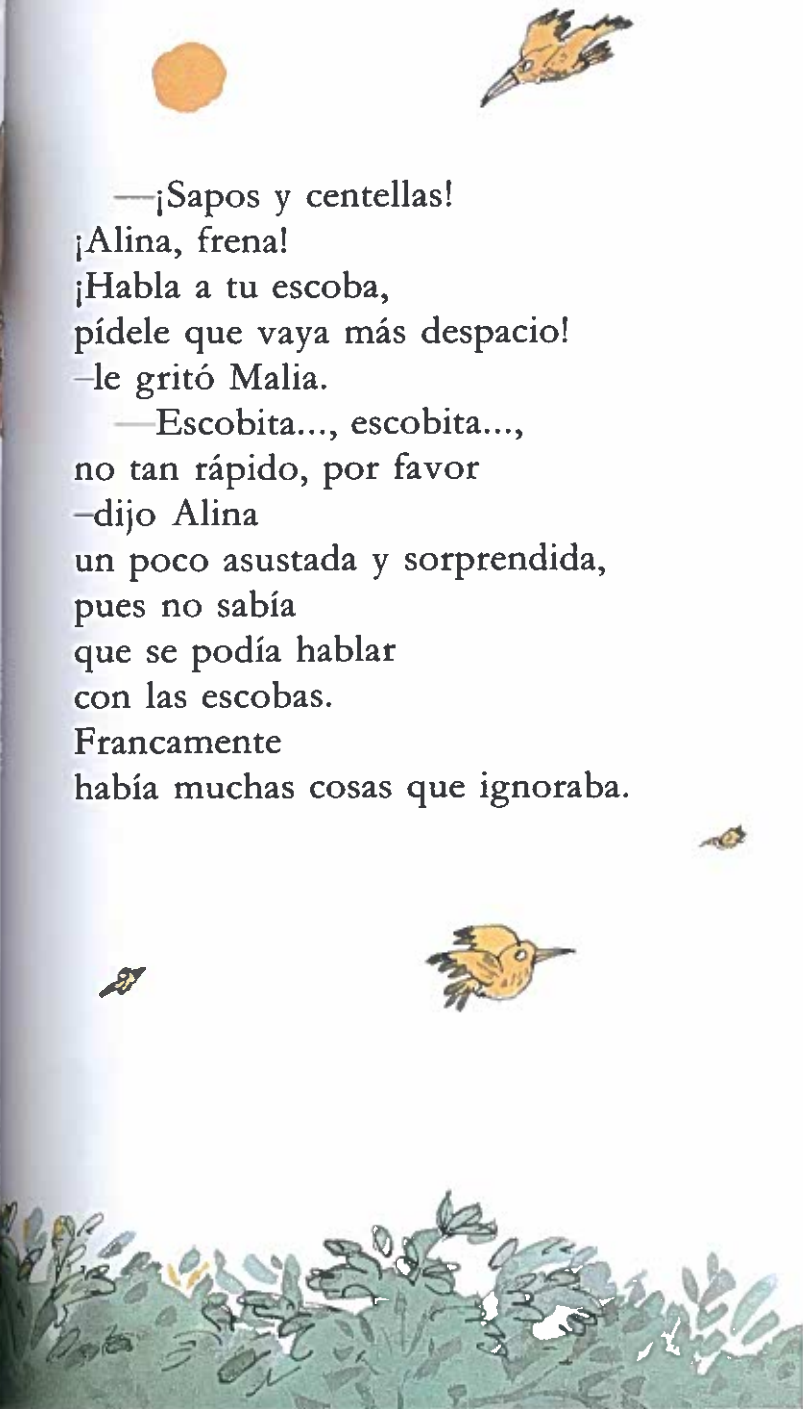 —¡Sapos y centellas!
¡Alina, frena!
¡Habla a tu escoba,
pídele que vaya más despacio!
–le gritó Malia.
—Escobita..., escobita...,
no tan rápido, por favor
–dijo Alina
un poco asustada y sorprendida,
pues no sabía
que se podía hablar
con las escobas.
Francamente
había muchas cosas que ignoraba.